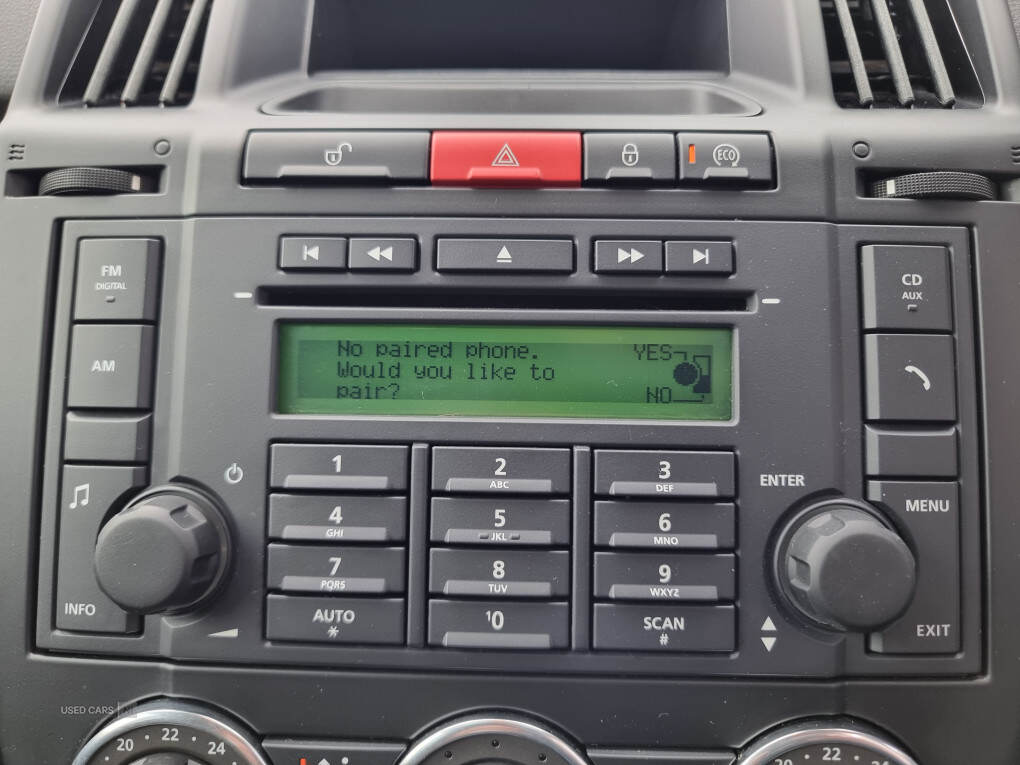 ECO
FM
DIGITAL
AM
INFO
CD
AUX
MENU
EXIT
No paired phone. YES
Would you like to
pair? NO
1
2
ABC
3
DEF
4
GHI
5
JKL
6
MNO
7
PQRS
8
TUV
9
WXYZ
AUTO
*
10
SCAN
#
ENTER
USED CARS NI
20 22 24
20 22 24